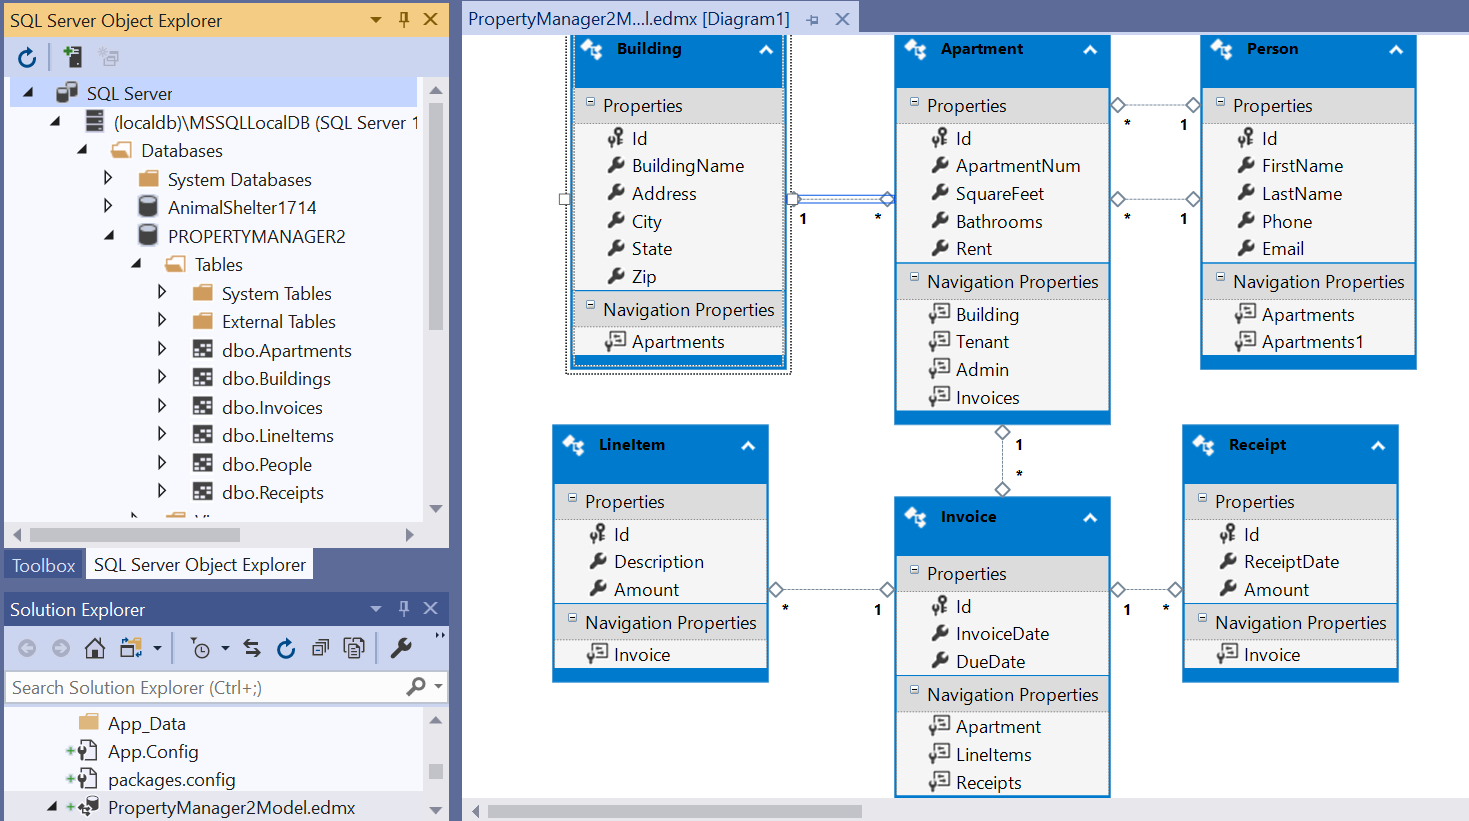 SQL Server Object Explorer
SQL Server
(localdb)\MSSQLLocalDB (SQL Server 1
Databases
System Databases
AnimalShelter1714
PROPERTYMANAGER2
Tables
System Tables
External Tables
dbo.Apartments
dbo.Buildings
dbo.Invoices
dbo.LineItems
dbo.People
dbo.Receipts
Toolbox
SQL Server Object Explorer
Solution Explorer
Search Solution Explorer (Ctrl+;)
App_Data
App.Config
packages.config
PropertyManager2Model.edmx
PropertyManager2M...l.edmx [Diagram1]
Building
Properties
Id
BuildingName
Address
City
State
Zip
Navigation Properties
Apartments
1
*
Apartment
Properties
Id
ApartmentNum
SquareFeet
Bathrooms
Rent
Navigation Properties
Building
Tenant
Admin
Invoices
*
1
*
1
Person
Properties
Id
FirstName
LastName
Phone
Email
Navigation Properties
Apartments
Apartments1
1
*
LineItem
Properties
Id
Description
Amount
Navigation Properties
Invoice
*
1
Invoice
Properties
Id
InvoiceDate
DueDate
Navigation Properties
Apartment
LineItems
Receipts
1
*
Receipt
Properties
Id
ReceiptDate
Amount
Navigation Properties
Invoice